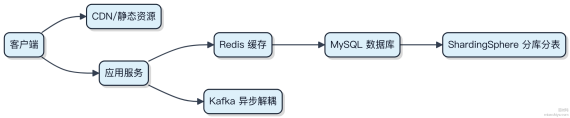 CDN/静态资源
客户端
应用服务
Redis 缓存
MySQL 数据库
ShardingSphere 分库分表
Kafka 异步解耦